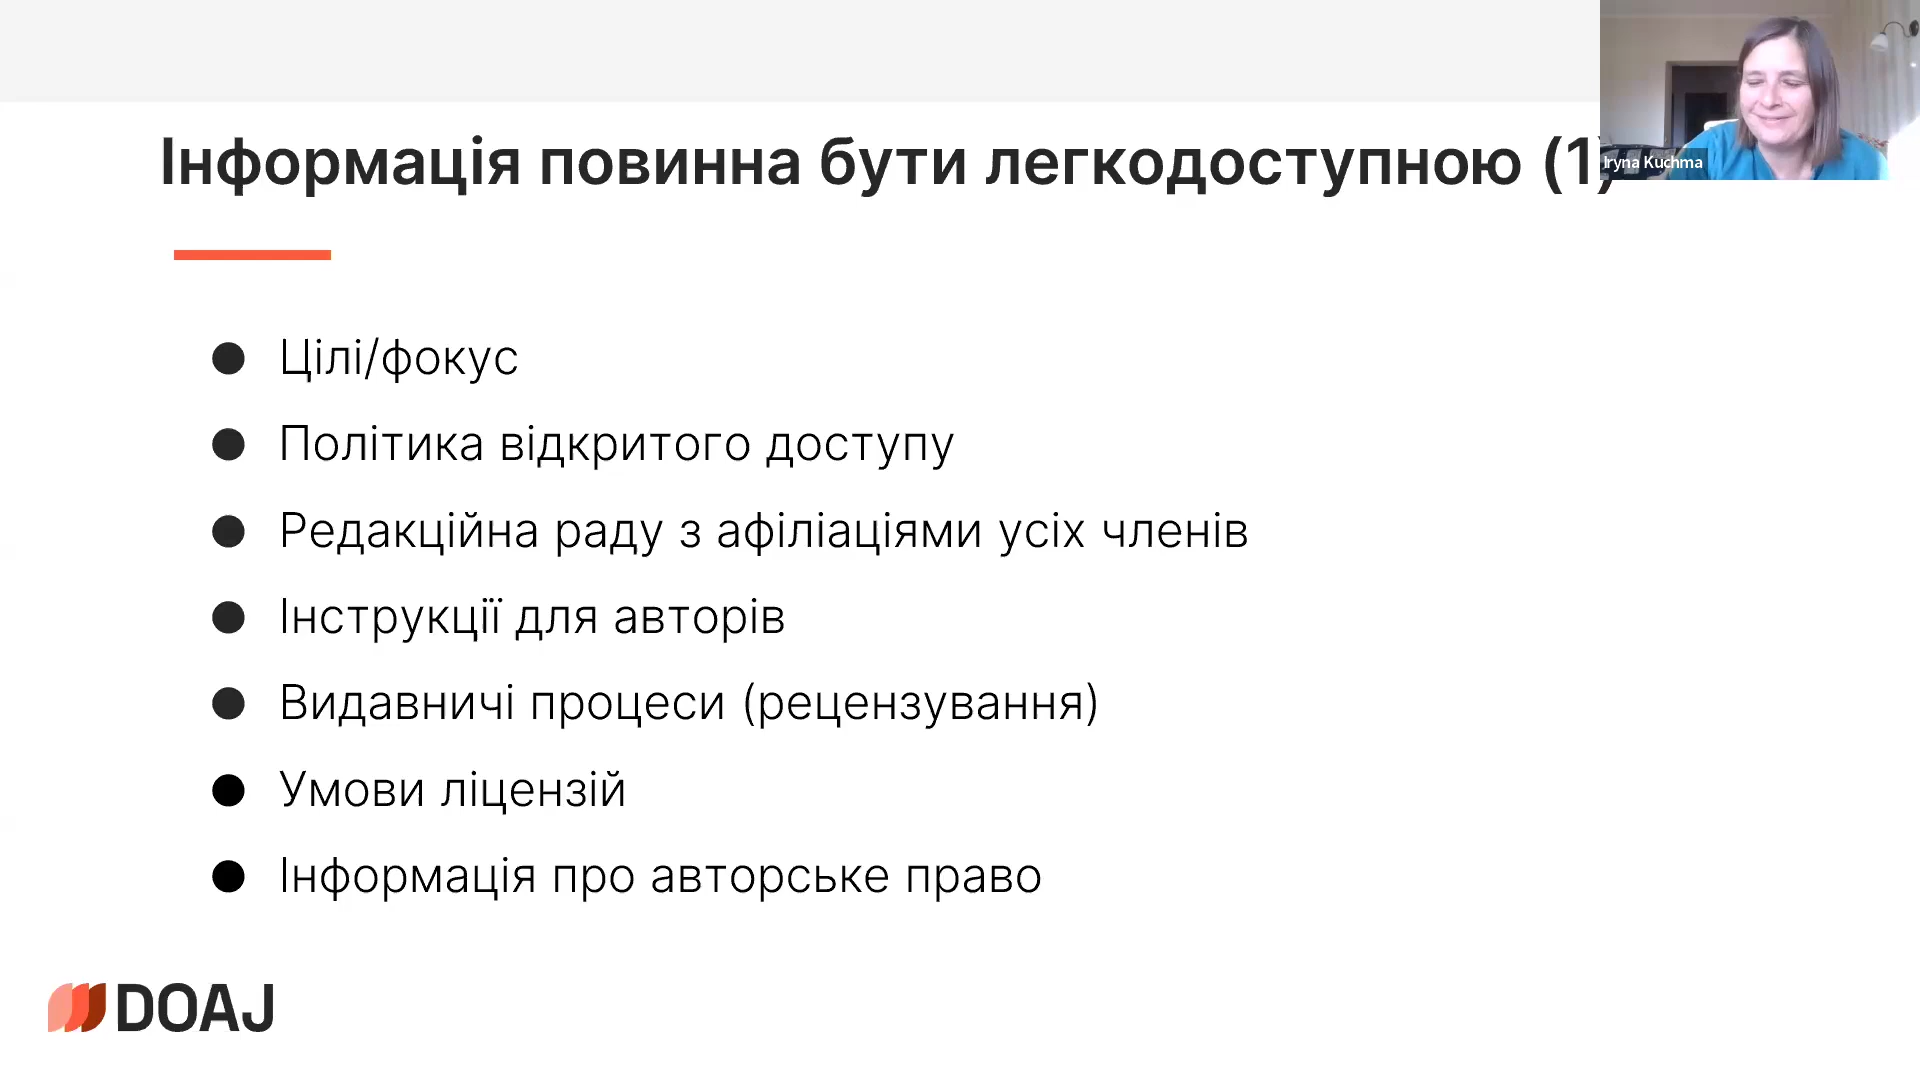 Інформація повинна бути легкодоступною (1)
Iryna Kuchma
Цілі/фокус
Політика відкритого доступу
Редакційна раду з афіліаціями усіх членів
Інструкції для авторів
Видавничі процеси (рецензування)
Умови ліцензій
Інформація про авторське право
DOAJ